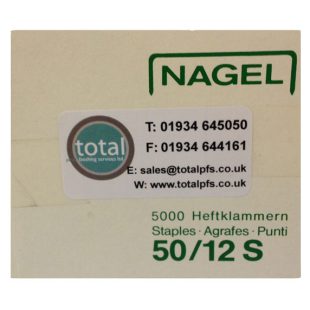 NAGEL
total
finishing services ltd
T: 01934 645050
F: 01934 644161
E: sales@totalpfs.co.uk
W: www.totalpfs.co.uk
5000 Heftklammern
Staples · Agrafes · Punti
50/12 S